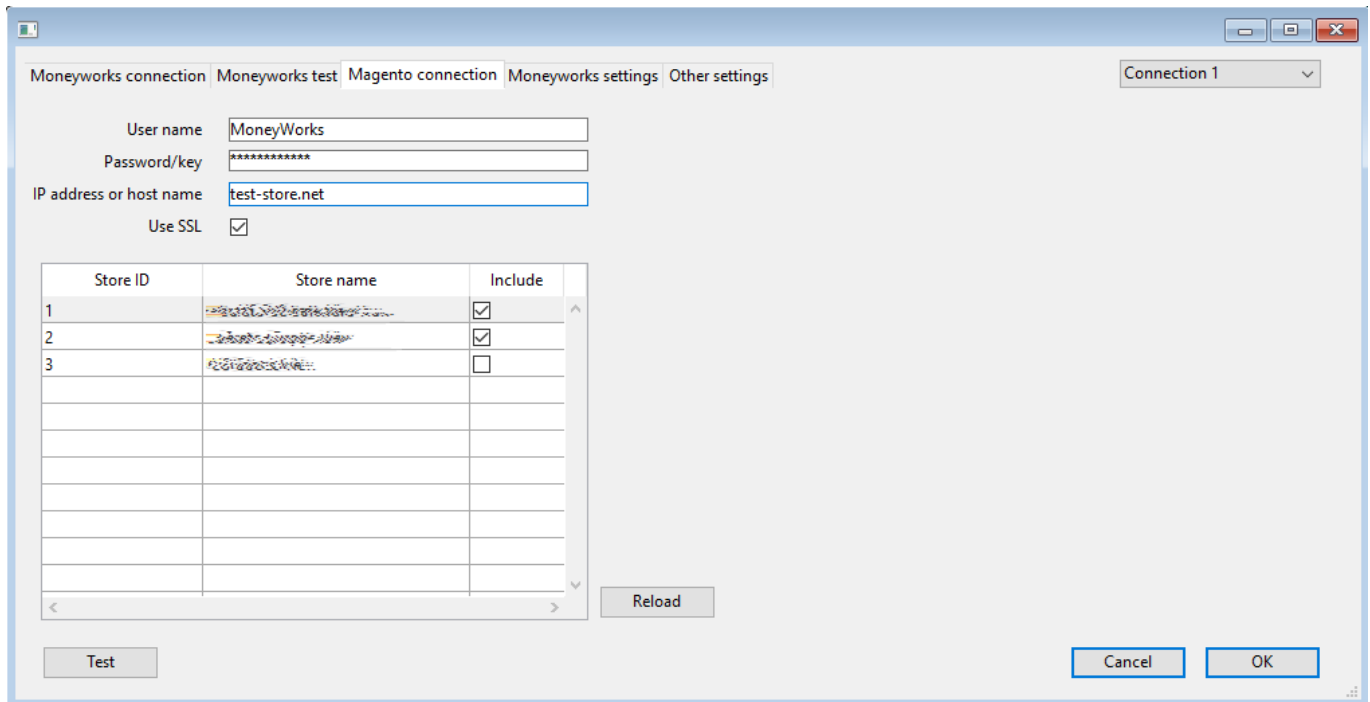 Moneyworks connection Moneyworks test Magento connection Moneyworks settings Other settings Connection 1
User name MoneyWorks
Password/key ************
IP address or host name test-store.net
Use SSL
Store ID Store name Include
1
2
3
Reload
Test Cancel OK